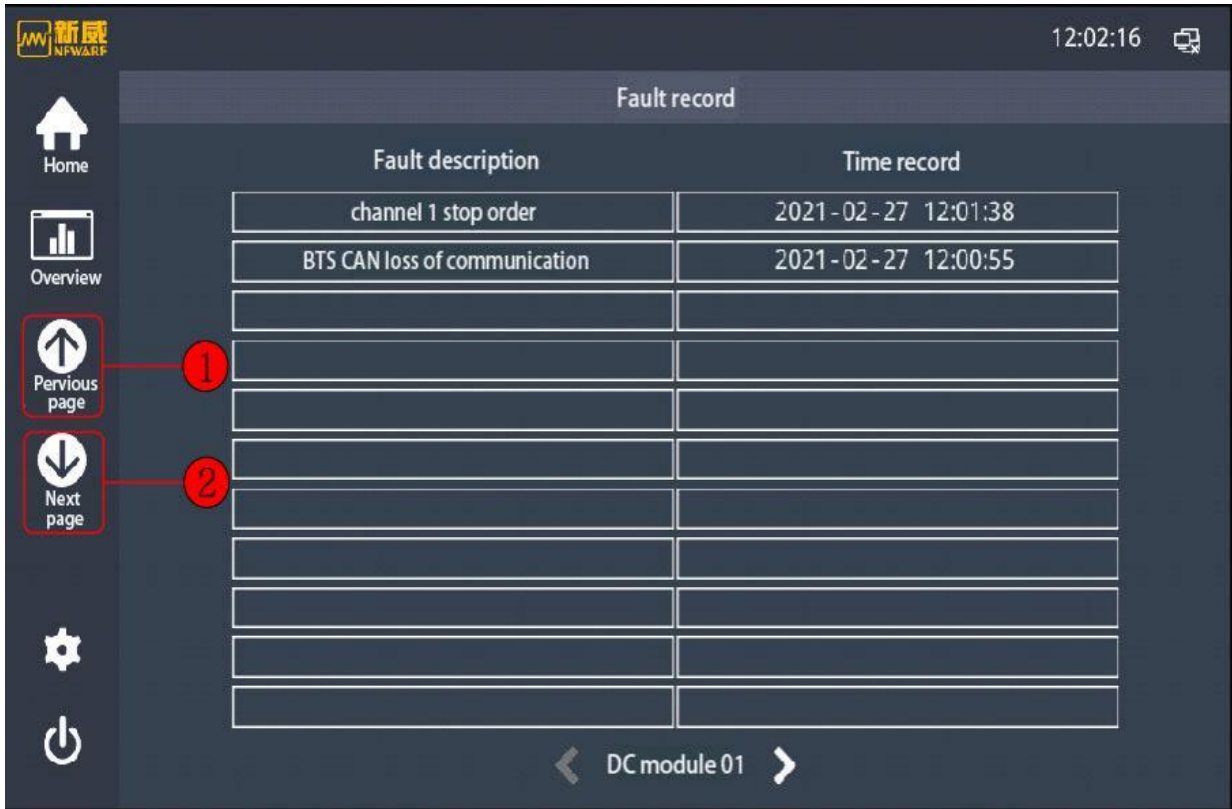 新威
NEWARE
12:02:16
Fault record
Home
Fault description
Time record
channel 1 stop order
2021-02-27 12:01:38
Overview
BTS CAN loss of communication
2021-02-27 12:00:55
1
Pervious
page
2
Next
page
DC module 01